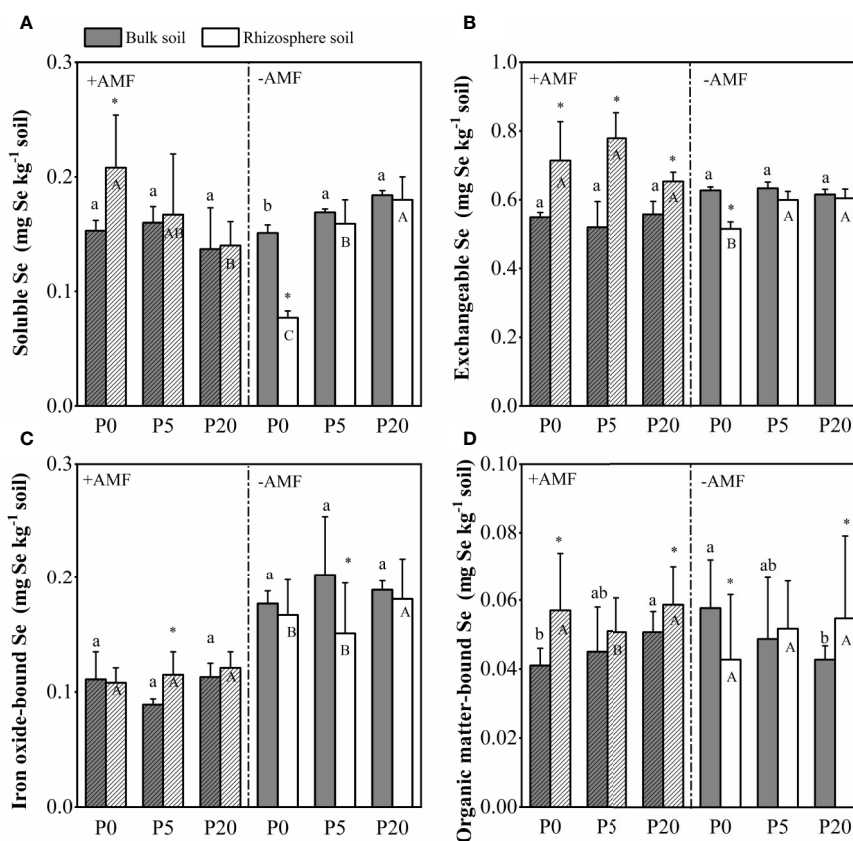 A
B
Bulk soil
Rhizosphere soil
0.3
+AMF
-AMF
*
a
A
a
AB
a
B
b
*
C
a
B
a
A
0.2
0.1
0.0
Soluble Se (mg Se kg-1 soil)
P0
P5
P20
P0
P5
P20
1.0
+AMF
-AMF
a
*
A
a
*
A
a
*
A
a
*
B
a
A
a
A
0.8
0.6
0.4
0.2
0.0
Exchangeable Se (mg Se kg-1 soil)
P0
P5
P20
P0
P5
P20
C
D
0.3
+AMF
-AMF
a
A
a
*
A
a
A
a
B
a
*
B
a
A
0.2
0.1
0.0
Iron oxide-bound Se (mg Se kg-1 soil)
P0
P5
P20
P0
P5
P20
0.10
+AMF
-AMF
b
*
A
ab
B
a
*
A
a
*
A
ab
A
b
*
A
0.08
0.06
0.04
0.02
0.00
Organic matter-bound Se (mg Se kg-1 soil)
P0
P5
P20
P0
P5
P20